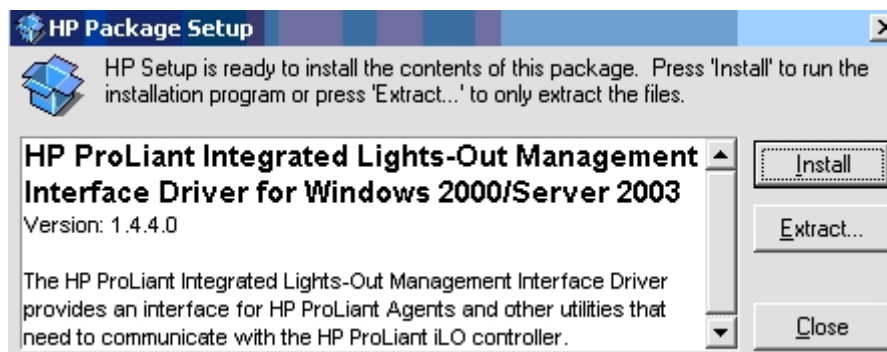 HP Package Setup
HP Setup is ready to install the contents of this package. Press 'Install' to run the
installation program or press 'Extract...' to only extract the files.
HP ProLiant Integrated Lights-Out Management
Interface Driver for Windows 2000/Server 2003
Version: 1.4.4.0
The HP ProLiant Integrated Lights-Out Management Interface Driver
provides an interface for HP ProLiant Agents and other utilities that
need to communicate with the HP ProLiant iLO controller.
Install
Extract...
Close